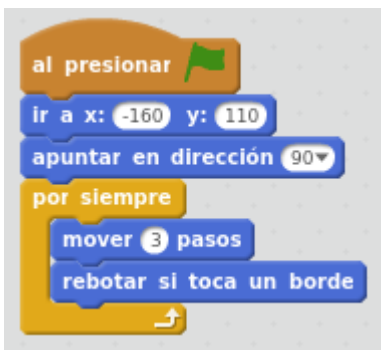 al presionar
ir a x: -160 y: 110
apuntar en dirección 90
por siempre
mover 3 pasos
rebotar si toca un borde